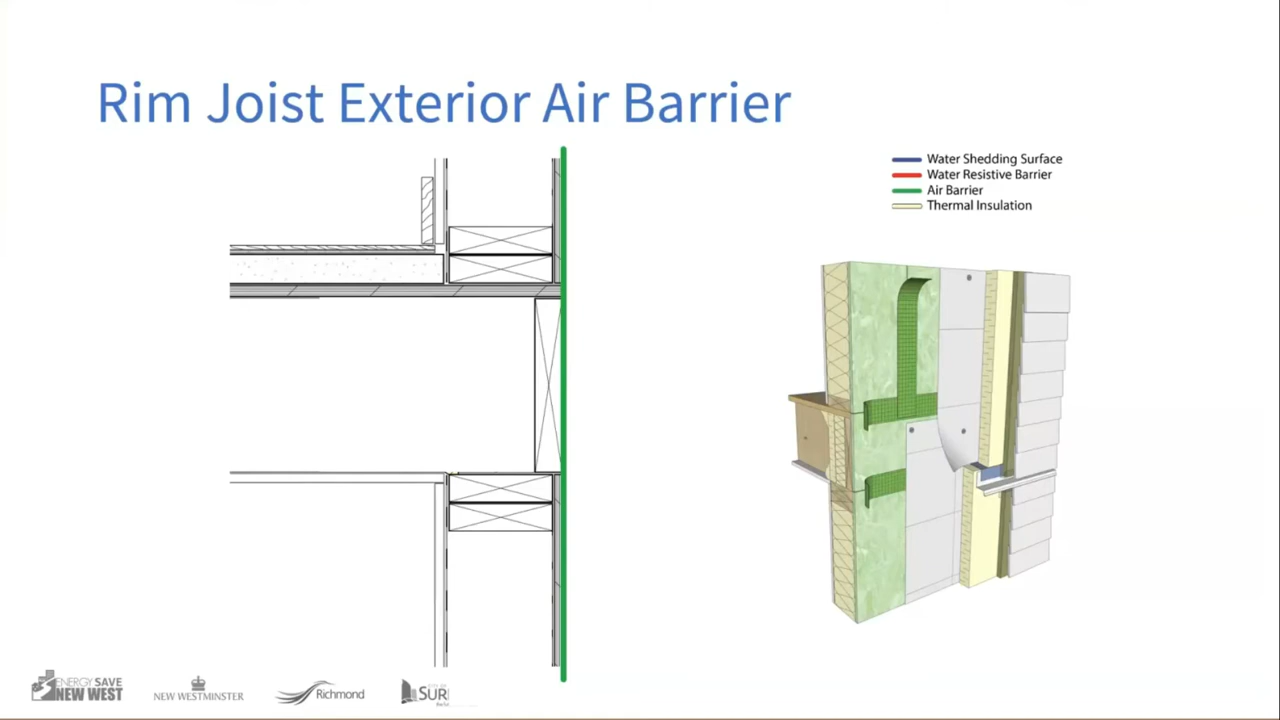 Rim Joist Exterior Air Barrier
Water Shedding Surface
Water Resistive Barrier
Air Barrier
Thermal Insulation
ENERGY SAVE
NEW WEST
NEW WESTMINSTER
Richmond
SUR